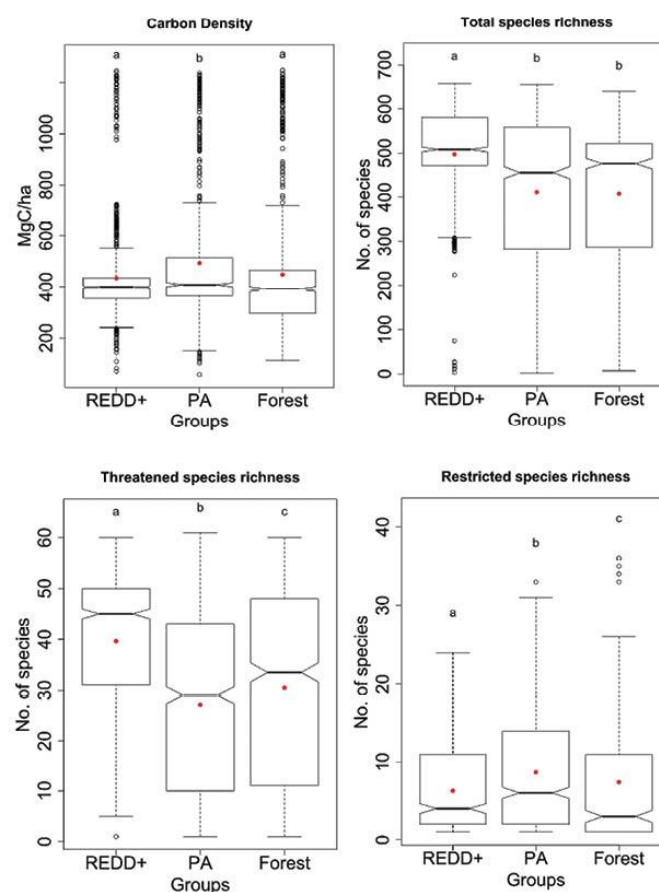 Carbon Density
a b a
MgC/ha
1000
800
600
400
200
REDD+ PA Forest
Groups
Total species richness
a b b
No. of species
700
600
500
400
300
200
100
0
REDD+ PA Forest
Groups
Threatened species richness
a b c
No. of species
60
50
40
30
20
10
0
REDD+ PA Forest
Groups
Restricted species richness
a b c
No. of species
40
30
20
10
0
REDD+ PA Forest
Groups